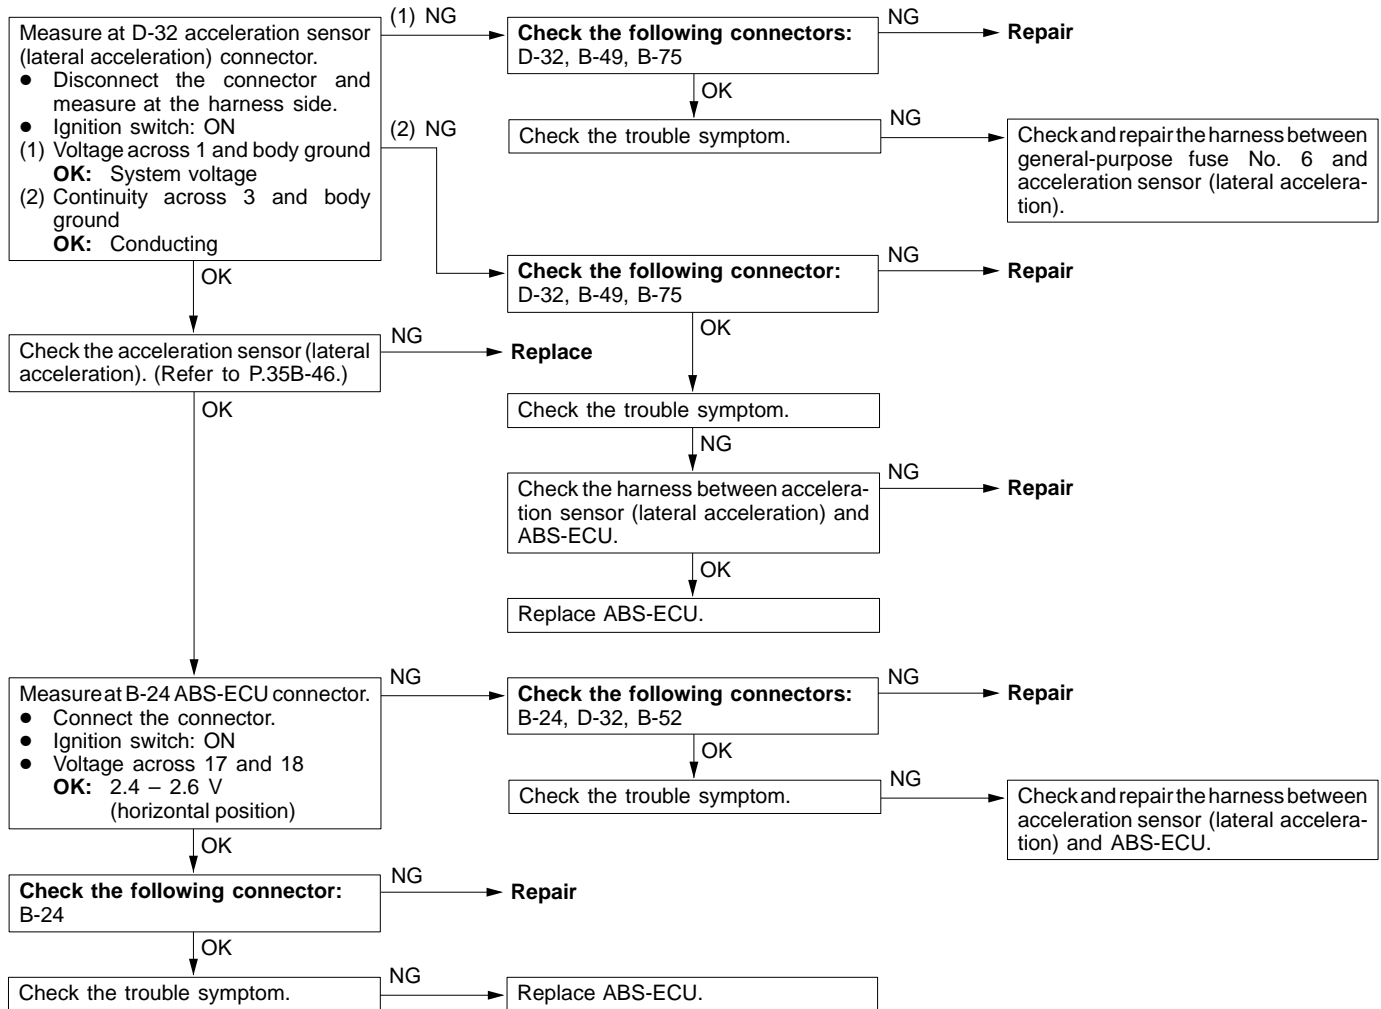 Measure at D-32 acceleration sensor
(lateral acceleration) connector.
● Disconnect the connector and
measure at the harness side.
● Ignition switch: ON
(1) Voltage across 1 and body ground
OK: System voltage
(2) Continuity across 3 and body
ground
OK: Conducting
(1) NG
Check the following connectors:
D-32, B-49, B-75
NG
Repair
OK
Check the trouble symptom.
NG
Check and repair the harness between
general-purpose fuse No. 6 and
acceleration sensor (lateral accelera-
tion).
(2) NG
Check the following connector:
D-32, B-49, B-75
NG
Repair
OK
Check the trouble symptom.
NG
Check the harness between accelera-
tion sensor (lateral acceleration) and
ABS-ECU.
NG
Repair
OK
Replace ABS-ECU.
OK
Check the acceleration sensor (lateral
acceleration). (Refer to P.35B-46.)
NG
Replace
OK
Measure at B-24 ABS-ECU connector.
● Connect the connector.
● Ignition switch: ON
● Voltage across 17 and 18
OK: 2.4 – 2.6 V
(horizontal position)
NG
Check the following connectors:
B-24, D-32, B-52
NG
Repair
OK
Check the trouble symptom.
NG
Check and repair the harness between
acceleration sensor (lateral accelera-
tion) and ABS-ECU.
OK
Check the following connector:
B-24
NG
Repair
OK
Check the trouble symptom.
NG
Replace ABS-ECU.